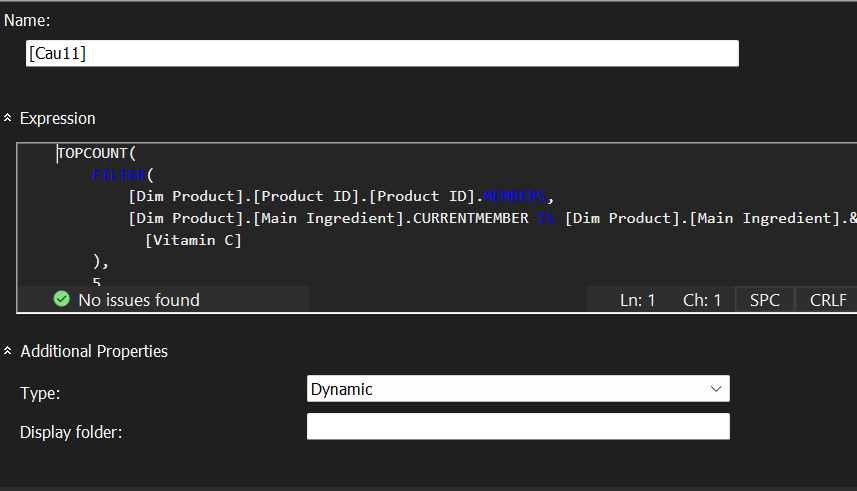 Name:
[Cau11]
Expression
TOPCOUNT(
FILTER(
[Dim Product].[Product ID].[Product ID].MEMBERS,
[Dim Product].[Main Ingredient].CURRENTMEMBER IS [Dim Product].[Main Ingredient].&
[Vitamin C]
),
5
No issues found
Ln: 1 Ch: 1 SPC CRLF
Additional Properties
Type:
Dynamic
Display folder: